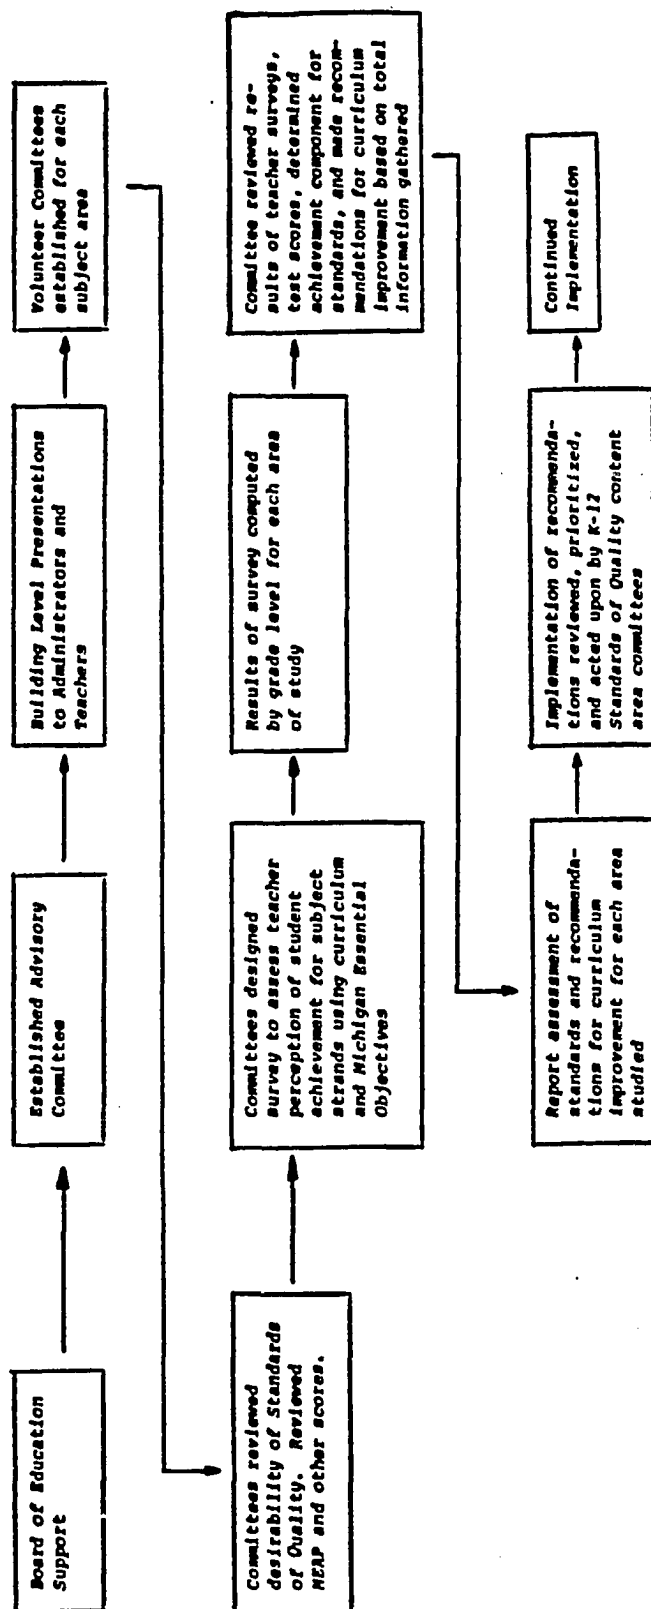 Board of Education
Support
Established Advisory
Committee
Building Level Presentations
to Administrators and
Teachers
Volunteer Committees
established for each
subject area
Committees reviewed
desirability of Standards
of Quality. Reviewed
MEAP and other scores.
Committees designed
survey to assess teacher
perception of student
achievement for subject
strands using curriculum
and Michigan Essential
Objectives
Results of survey computed
by grade level for each area
of study
Committee reviewed re-
sults of teacher surveys,
test scores, determined
achievement component for
standards, and made recom-
mendations for curriculum
improvement based on total
information gathered
Report assessment of
standards and recommenda-
tions for curriculum
improvement for each area
studied
Implementation of recommenda-
tions reviewed, prioritized,
and acted upon by K-12
Standards of Quality content
area committees
Continued
Implementation